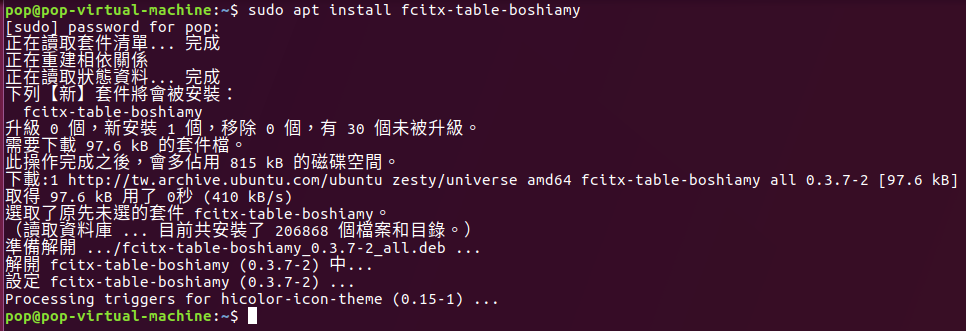 pop@pop-virtual-machine:~$ sudo apt install fcitx-table-boshiamy
[sudo] password for pop:
正在讀取套件清單... 完成
正在重建相依關係
正在讀取狀態資料... 完成
下列【新】套件將會被安裝：
  fcitx-table-boshiamy
升級 0 個，新安裝 1 個，移除 0 個，有 30 個未被升級。
需要下載 97.6 kB 的套件檔。
此操作完成之後，會多佔用 815 kB 的磁碟空間。
下載:1 http://tw.archive.ubuntu.com/ubuntu zesty/universe amd64 fcitx-table-boshiamy all 0.3.7-2 [97.6 kB]
取得 97.6 kB 用了 0秒 (410 kB/s)
選取了原先未選的套件 fcitx-table-boshiamy。
（讀取資料庫 ... 目前共安裝了 206868 個檔案和目錄。）
準備解開 .../fcitx-table-boshiamy_0.3.7-2_all.deb ...
解開 fcitx-table-boshiamy (0.3.7-2) 中...
設定 fcitx-table-boshiamy (0.3.7-2) ...
Processing triggers for hicolor-icon-theme (0.15-1) ...
pop@pop-virtual-machine:~$